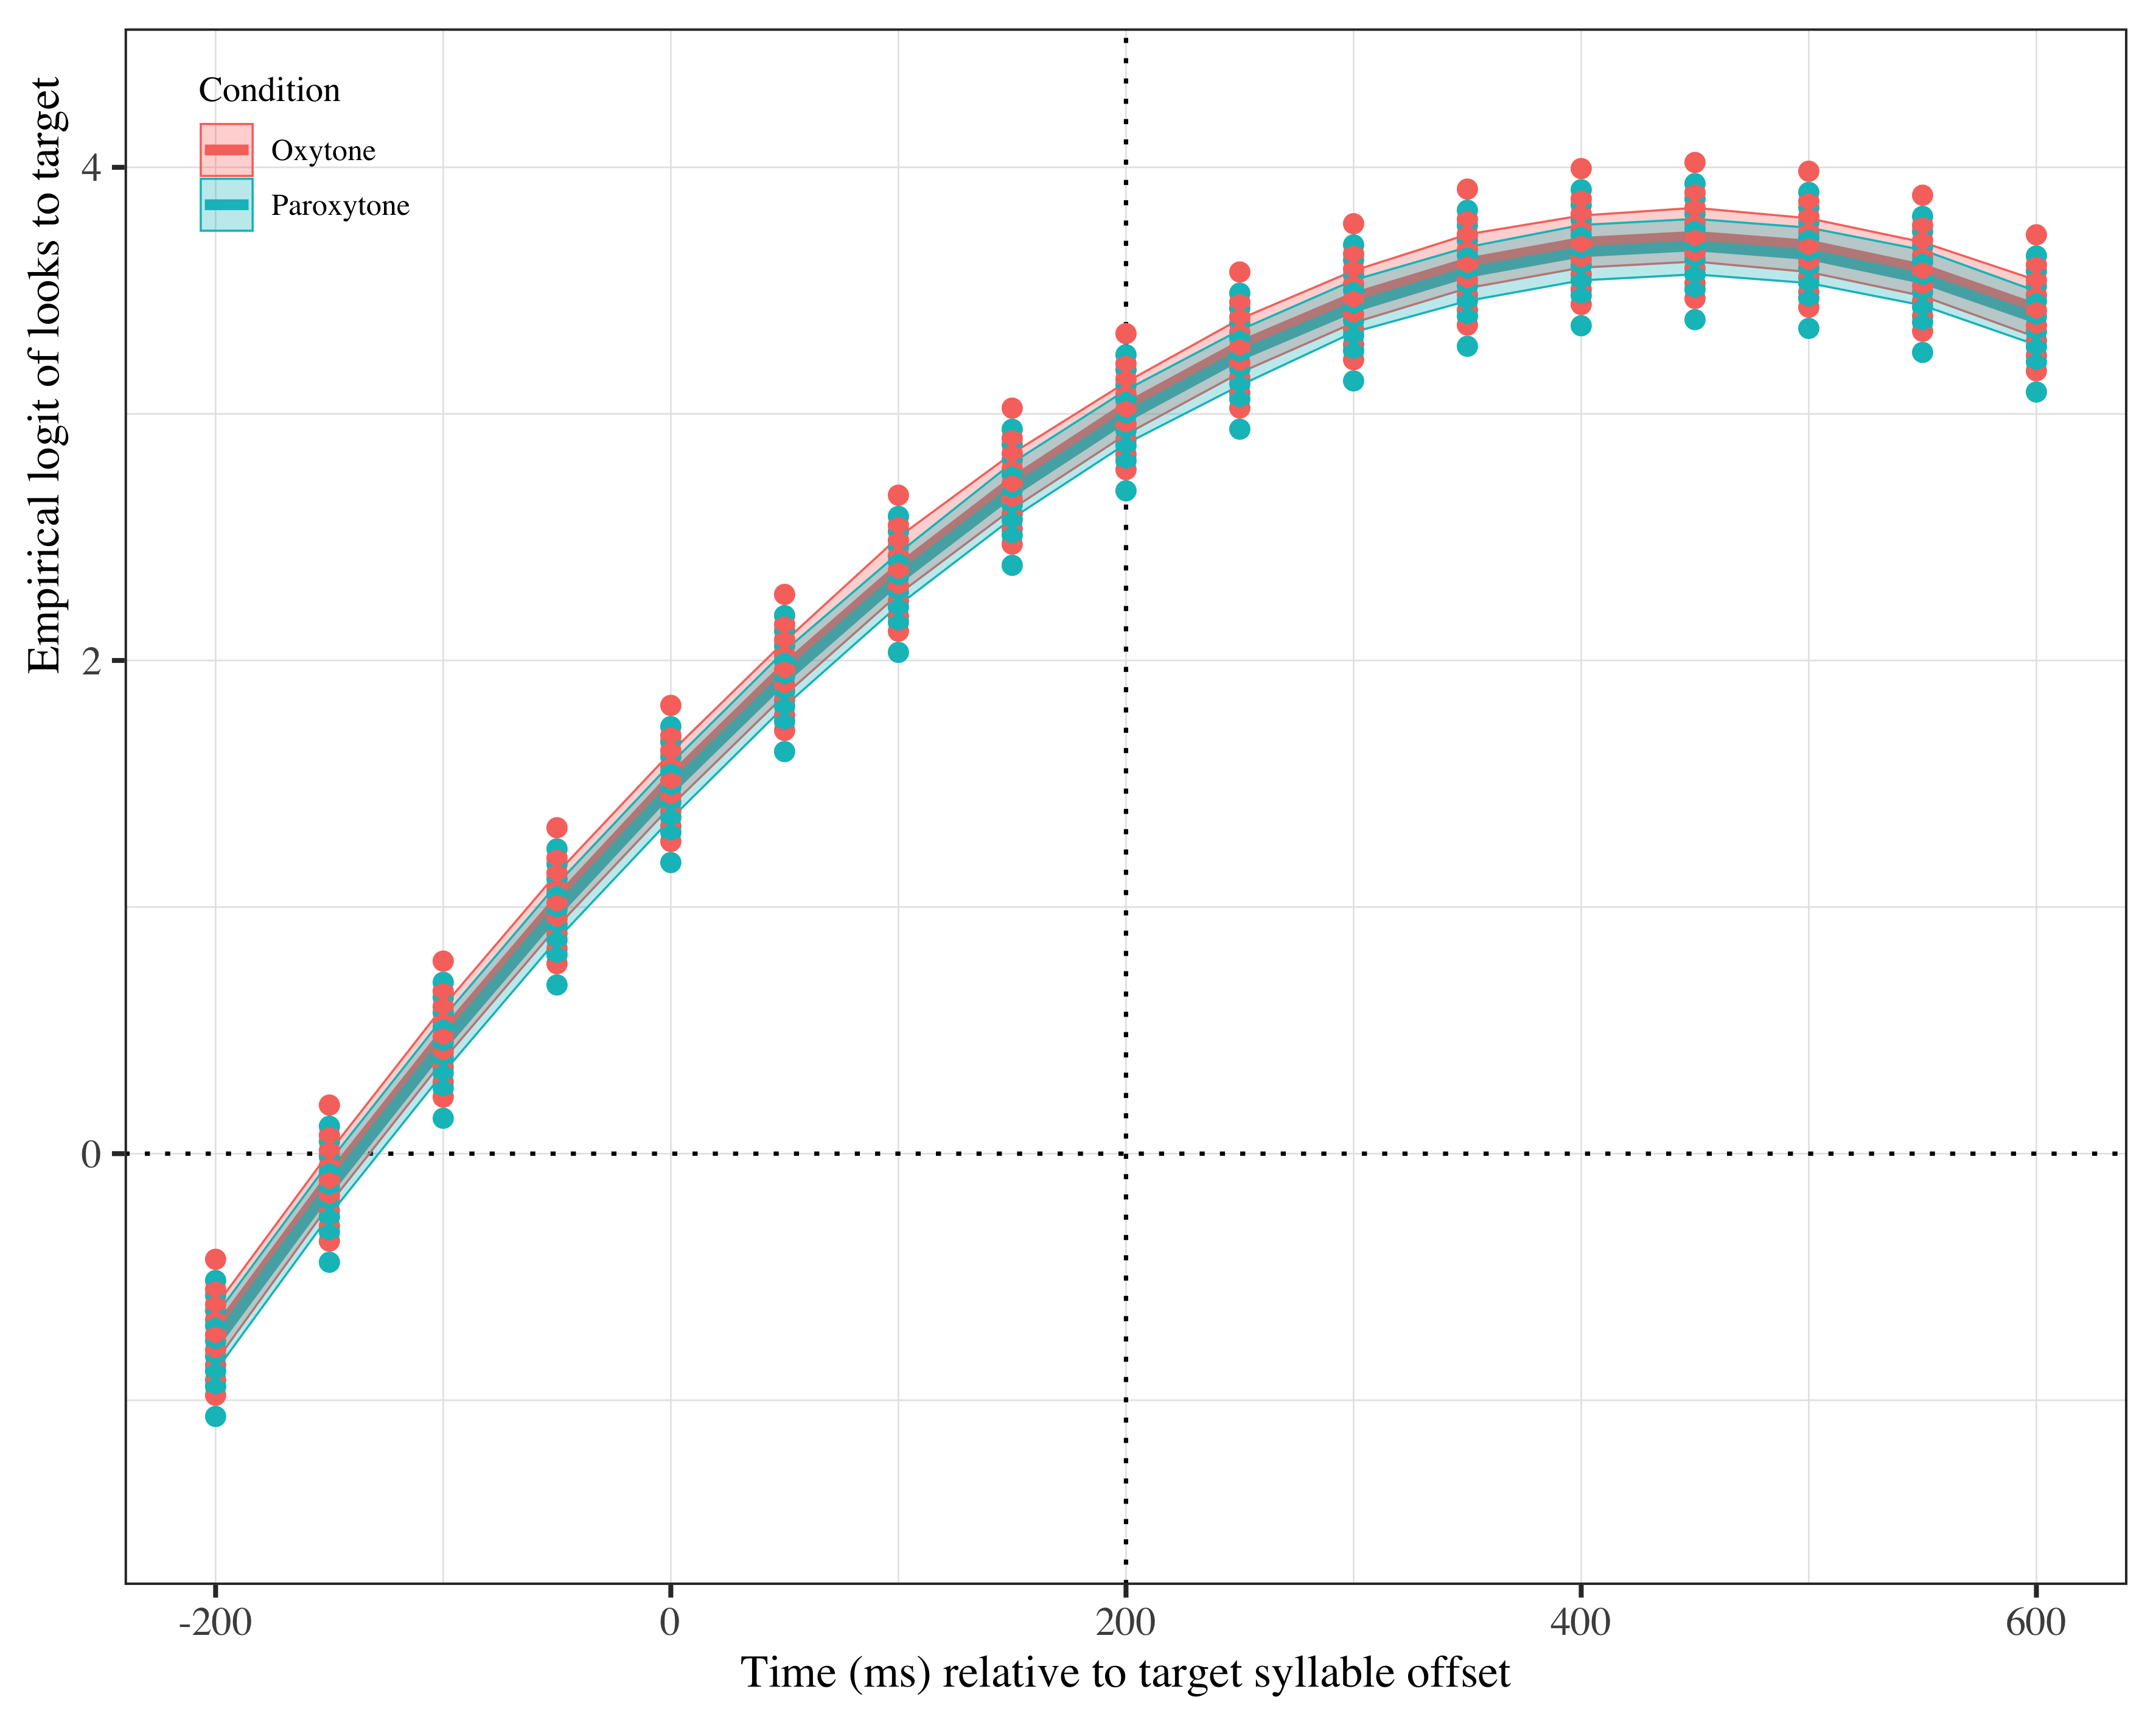 Condition
Oxytone
Paroxytone
Empirical logit of looks to target
4
2
0
-200 0 200 400 600
Time (ms) relative to target syllable offset